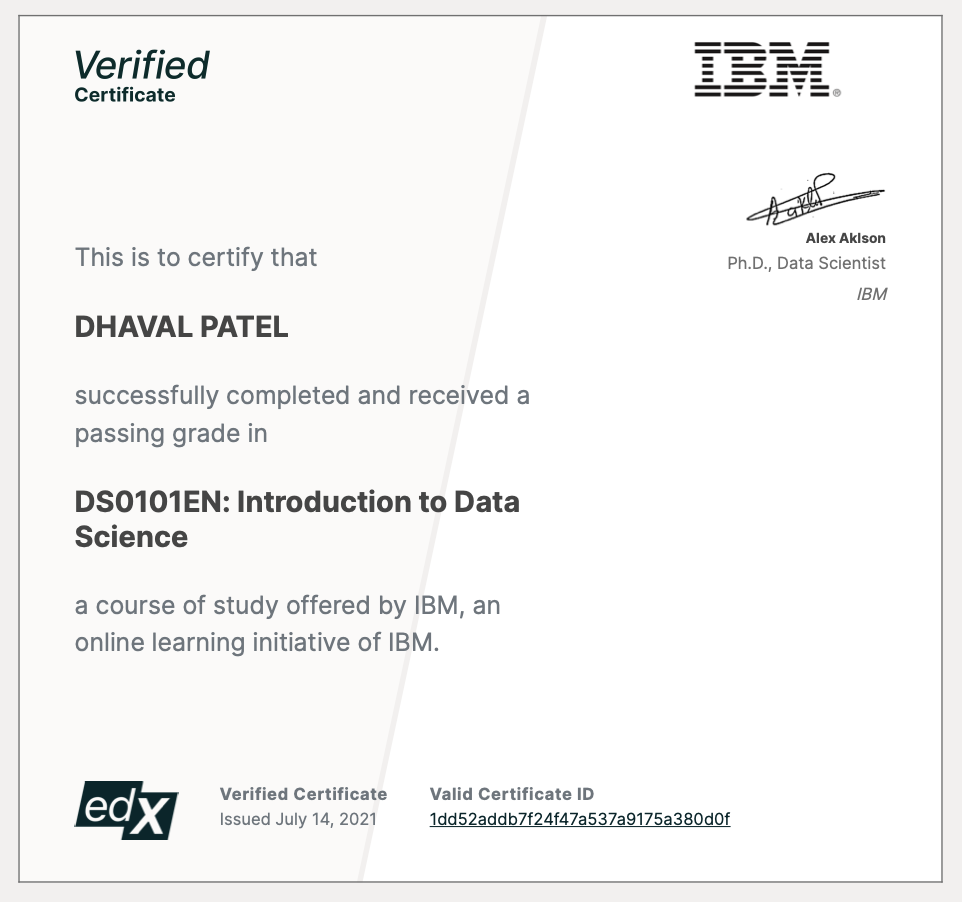 Verified
Certificate
IBM®
Alex Aklson
Ph.D., Data Scientist
IBM
This is to certify that
DHAVAL PATEL
successfully completed and received a
passing grade in
DS0101EN: Introduction to Data
Science
a course of study offered by IBM, an
online learning initiative of IBM.
edX
Verified Certificate
Issued July 14, 2021
Valid Certificate ID
1dd52addb7f24f47a537a9175a380d0f